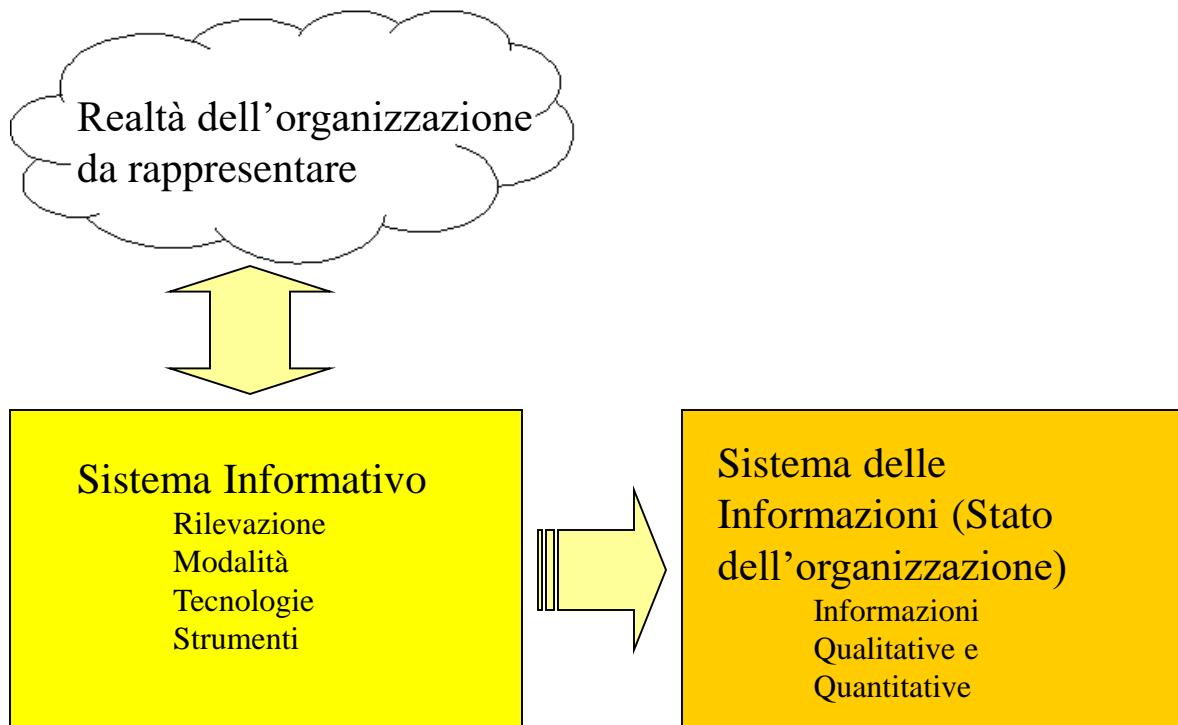 Realtà dell’organizzazione
da rappresentare
Sistema Informativo
Rilevazione
Modalità
Tecnologie
Strumenti
Sistema delle
Informazioni (Stato
dell’organizzazione)
Informazioni
Qualitative e
Quantitative